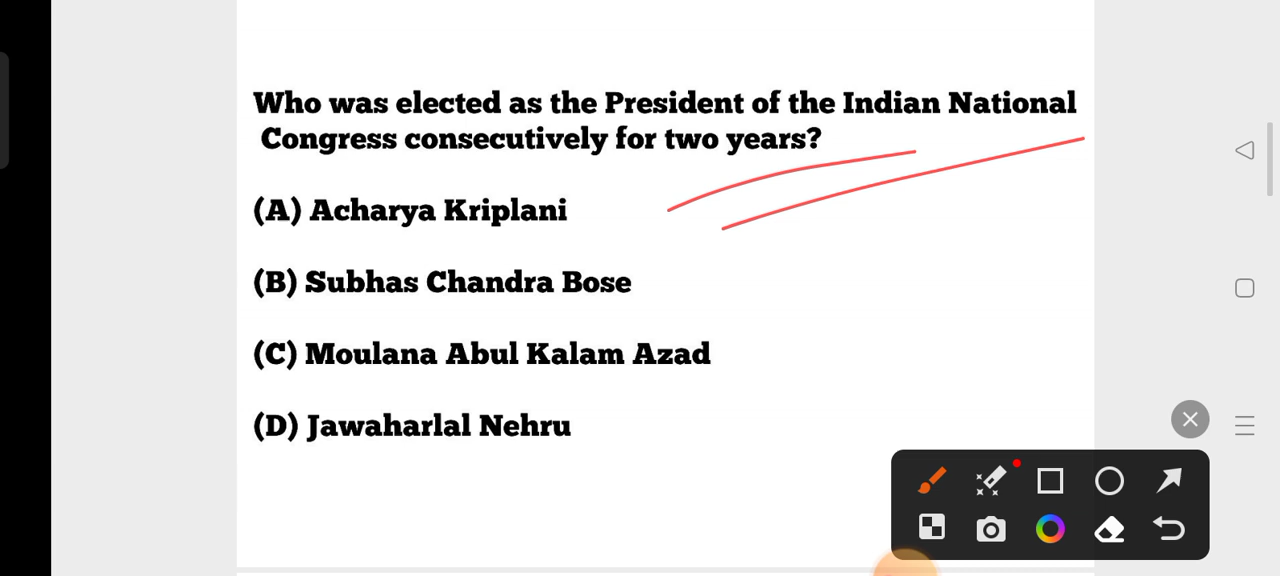 Who was elected as the President of the Indian National
Congress consecutively for two years?
(A) Acharya Kriplani
(B) Subhas Chandra Bose
(C) Moulana Abul Kalam Azad
(D) Jawaharlal Nehru